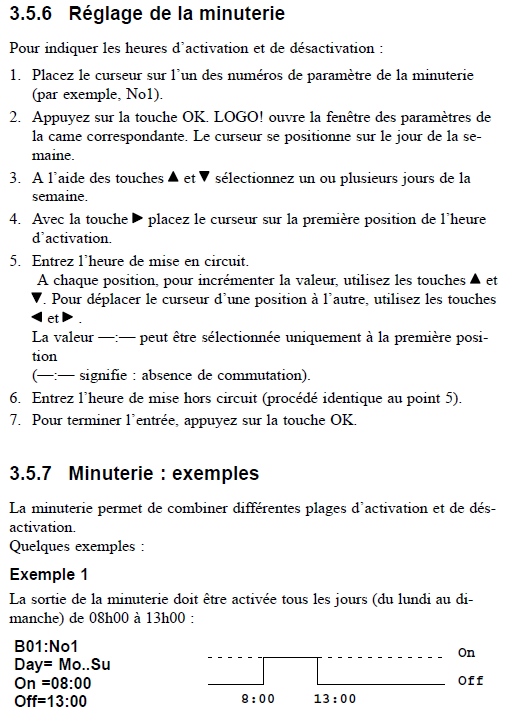 3.5.6 Réglage de la minuterie
Pour indiquer les heures d'activation et de désactivation :
1. Placez le curseur sur l'un des numéros de paramètre de la minuterie
(par exemple, No1).
2. Appuyez sur la touche OK. LOGO! ouvre la fenêtre des paramètres de
la came correspondante. Le curseur se positionne sur le jour de la se-
maine.
3. A l'aide des touches ▲ et ▼ sélectionnez un ou plusieurs jours de la
semaine.
4. Avec la touche ► placez le curseur sur la première position de l'heure
d'activation.
5. Entrez l'heure de mise en circuit.
A chaque position, pour incrémenter la valeur, utilisez les touches ▲ et
▼. Pour déplacer le curseur d'une position à l'autre, utilisez les touches
◄ et ► .
La valeur —:— peut être sélectionnée uniquement à la première posi-
tion
(—:— signifie : absence de commutation).
6. Entrez l'heure de mise hors circuit (procédé identique au point 5).
7. Pour terminer l'entrée, appuyez sur la touche OK.
3.5.7 Minuterie : exemples
La minuterie permet de combiner différentes plages d'activation et de dés-
activation.
Quelques exemples :
Exemple 1
La sortie de la minuterie doit être activée tous les jours (du lundi au di-
manche) de 08h00 à 13h00 :
B01:No1
Day= Mo..Su
On =08:00
Off=13:00
On
Off
8:00 13:00